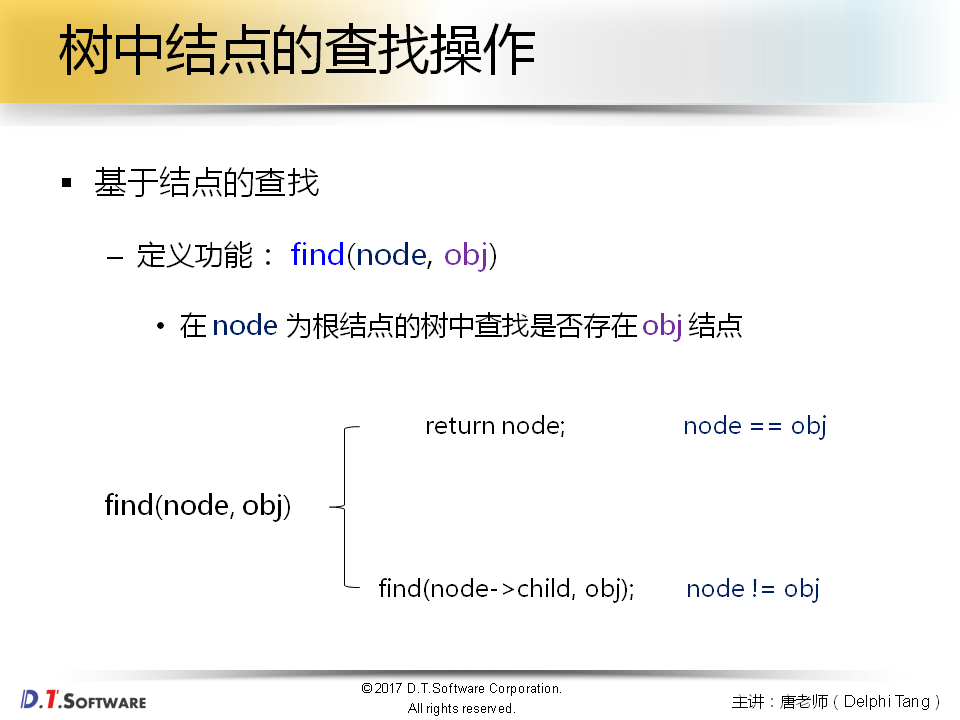 树中结点的查找操作
▪ 基于结点的查找
– 定义功能： find(node, obj)
• 在 node 为根结点的树中查找是否存在 obj 结点
return node; node == obj
find(node, obj)
find(node->child, obj); node != obj
D.T.SOFTWARE
©2017 D.T.Software Corporation.
All rights reserved.
主讲：唐老师（Delphi Tang）